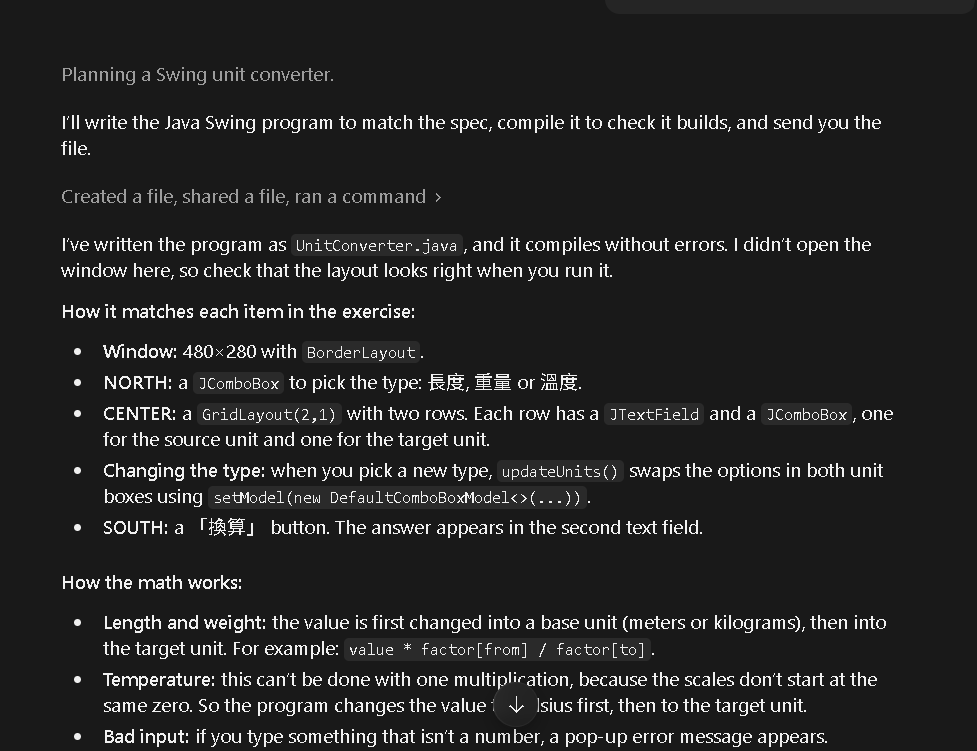 Planning a Swing unit converter.
I'll write the Java Swing program to match the spec, compile it to check it builds, and send you the
file.
Created a file, shared a file, ran a command >
I've written the program as UnitConverter.java, and it compiles without errors. I didn't open the
window here, so check that the layout looks right when you run it.
How it matches each item in the exercise:
• Window: 480×280 with BorderLayout.
• NORTH: a JComboBox to pick the type: 長度, 重量 or 溫度.
• CENTER: a GridLayout(2,1) with two rows. Each row has a JTextField and a JComboBox, one
for the source unit and one for the target unit.
• Changing the type: when you pick a new type, updateUnits() swaps the options in both unit
boxes using setModel(new DefaultComboBoxModel<>(...)).
• SOUTH: a 「換算」 button. The answer appears in the second text field.
How the math works:
• Length and weight: the value is first changed into a base unit (meters or kilograms), then into
the target unit. For example: value * factor[from] / factor[to].
• Temperature: this can't be done with one multiplication, because the scales don't start at the
same zero. So the program changes the value lsius first, then to the target unit.
• Bad input: if you type something that isn't a number, a pop-up error message appears.